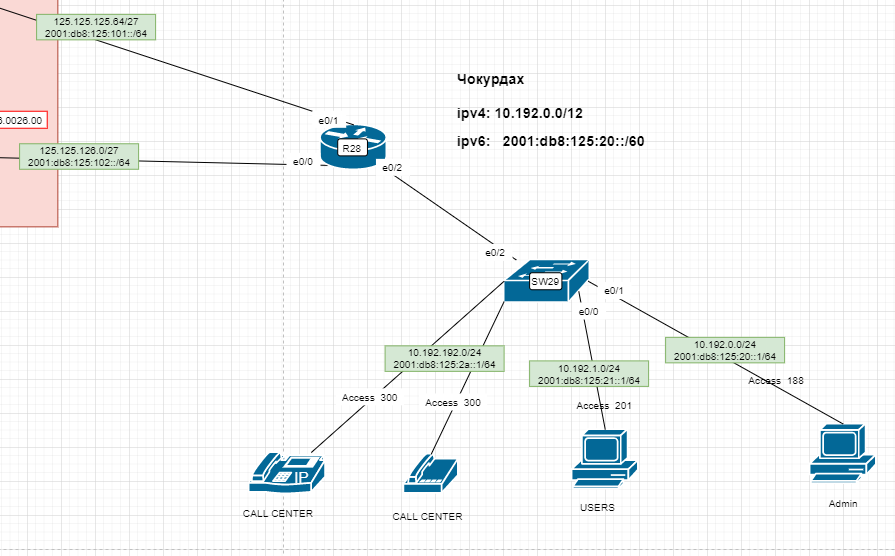 125.125.125.64/27
2001:db8:125:101::/64
Чокурдах
ipv4: 10.192.0.0/12
ipv6: 2001:db8:125:20::/60
6.0026.00
e0/1
R28
125.125.126.0/27
2001:db8:125:102::/64
e0/0
e0/2
e0/2
SW29
e0/1
e0/0
10.192.192.0/24
2001:db8:125:2a::1/64
10.192.1.0/24
2001:db8:125:21::1/64
10.192.0.0/24
2001:db8:125:20::1/64
Access 188
Access 300
Access 300
Access 201
IP
CALL CENTER
CALL CENTER
USERS
Admin